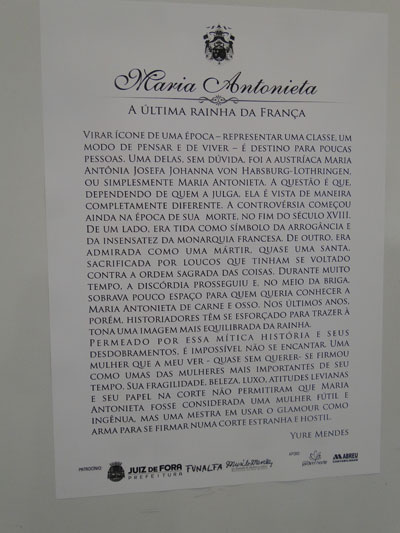 Maria Antonieta
A última rainha da França
Virar ícone de uma época – representar uma classe, um
modo de pensar e de viver – é destino para poucas
pessoas. Uma delas, sem dúvida, foi a austríaca Maria
Antônia Josefa Johanna von Habsburg-Lothringen,
ou simplesmente Maria Antonieta. A questão é que,
dependendo de quem a julga, ela é vista de maneira
completamente diferente. A controvérsia começou
ainda na época de sua morte, no fim do século XVIII.
De um lado, era tida como símbolo da arrogância e
da insensatez da monarquia francesa. De outro, era
admirada como uma mártir, quase uma santa,
sacrificada por loucos que tinham se voltado
contra a ordem sagrada das coisas. Durante muito
tempo, a discórdia prosseguiu e, no meio da briga,
sobrava pouco espaço para quem queria conhecer a
Maria Antonieta de carne e osso. Nos últimos anos,
porém, historiadores têm se esforçado para trazer à
tona uma imagem mais equilibrada da rainha.
Permeado por essa mítica história e seus
desdobramentos, é impossível não se encantar. Uma
mulher que a meu ver - quase sem querer- se firmou
como umas das mulheres mais importantes de seu
tempo. Sua fragilidade, beleza, luxo, atitudes levianas
e seu papel na corte não permitiram que Maria
Antonieta fosse considerada uma mulher fútil e
ingênua, mas uma mestra em usar o glamour como
arma para se firmar numa corte estranha e hostil.
Yure Mendes
PATROCÍNIO:
JUIZ DE FORA
PREFEITURA
FUNALFA
APOIO:
ABREU